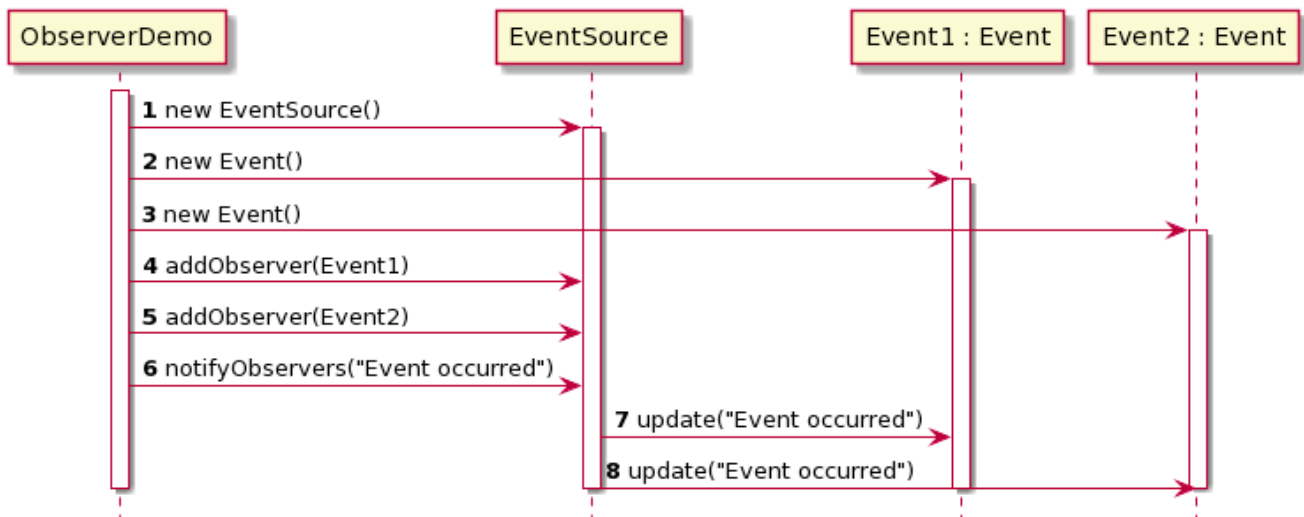 ObserverDemo
EventSource
Event1 : Event
Event2 : Event
1 new EventSource()
2 new Event()
3 new Event()
4 addObserver(Event1)
5 addObserver(Event2)
6 notifyObservers("Event occurred")
7 update("Event occurred")
8 update("Event occurred")